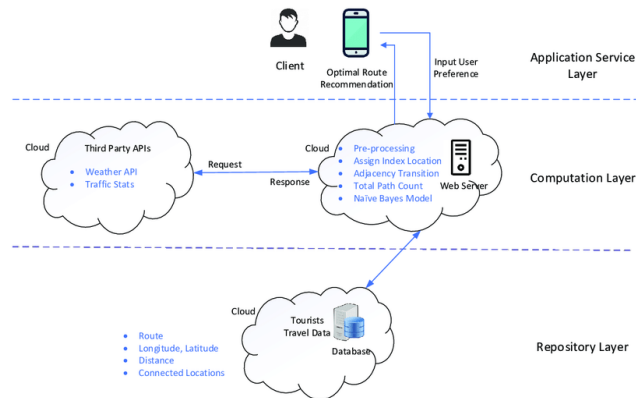 Client
Optimal Route
Recommendation
Input User
Preference
Application Service
Layer
Cloud
Third Party APIs
Weather API
Traffic Stats
Request
Response
Cloud
Pre-processing
Assign Index Location
Adjacency Transition
Total Path Count
Naïve Bayes Model
Web Server
Computation Layer
Cloud
Tourists
Travel Data
Database
Route
Longitude, Latitude
Distance
Connected Locations
Repository Layer